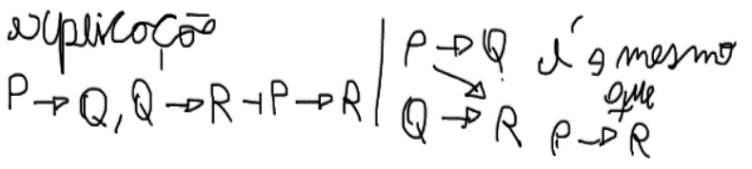 explicação
P → Q, Q → R ⊣ P → R
P → Q é o mesmo
que
Q → R P → R